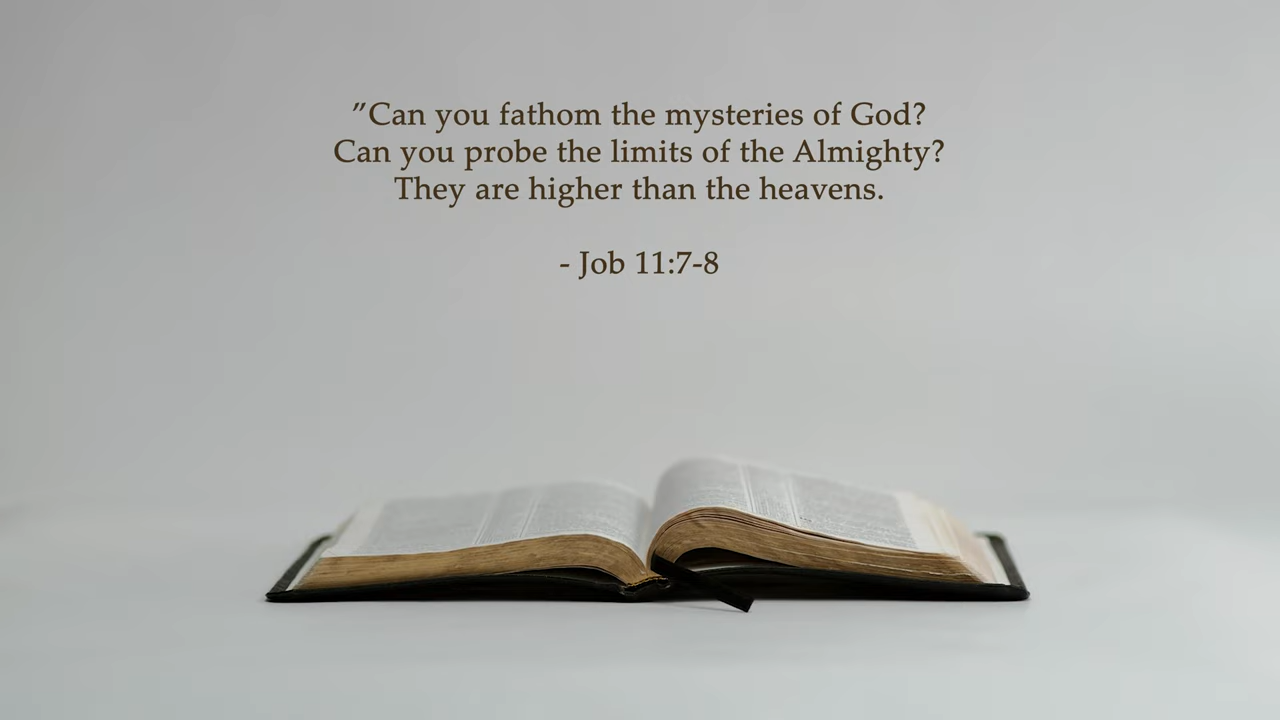 "Can you fathom the mysteries of God?
Can you probe the limits of the Almighty?
They are higher than the heavens.
- Job 11:7-8